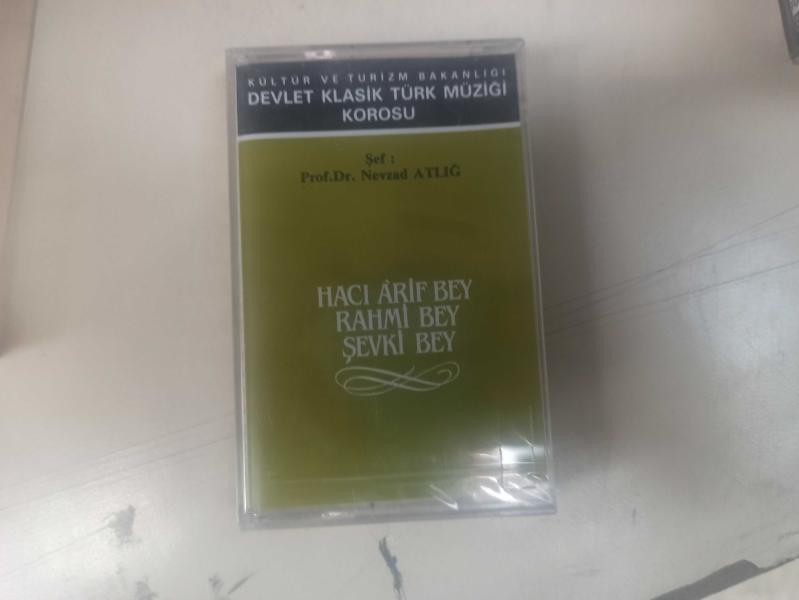 KÜLTÜR VE TURİZM BAKANLIĞI
DEVLET KLASİK TÜRK MÜZİĞİ
KOROSU
Şef :
Prof.Dr. Nevzad ATLIĞ
HACI ÂRİF BEY
RAHMİ BEY
ŞEVKİ BEY